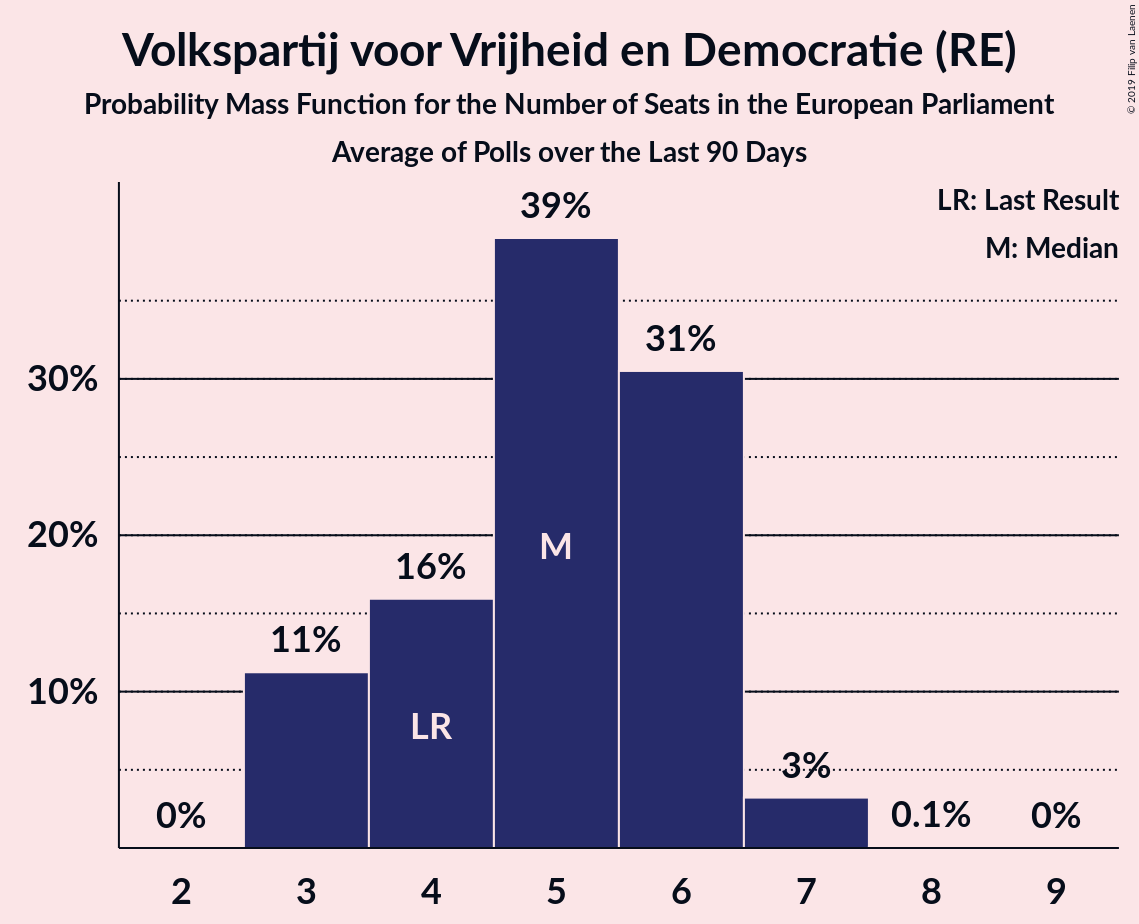 Volkspartij voor Vrijheid en Democratie (RE)
Probability Mass Function for the Number of Seats in the European Parliament
Average of Polls over the Last 90 Days
© 2019 Filip van Laenen
LR: Last Result
M: Median
39%
31%
30%
20%
16%
11%
10%
3%
0%
0.1%
0%
M
LR
2 3 4 5 6 7 8 9